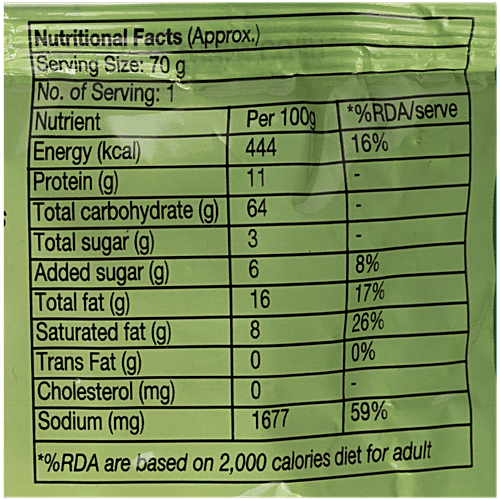 Nutritional Facts (Approx.)
Serving Size: 70 g
No. of Serving: 1
Nutrient Per 100g *%RDA/serve
Energy (kcal) 444 16%
Protein (g) 11 -
Total carbohydrate (g) 64 -
Total sugar (g) 3 -
Added sugar (g) 6 8%
Total fat (g) 16 17%
Saturated fat (g) 8 26%
Trans Fat (g) 0 0%
Cholesterol (mg) 0 -
Sodium (mg) 1677 59%
*%RDA are based on 2,000 calories diet for adult